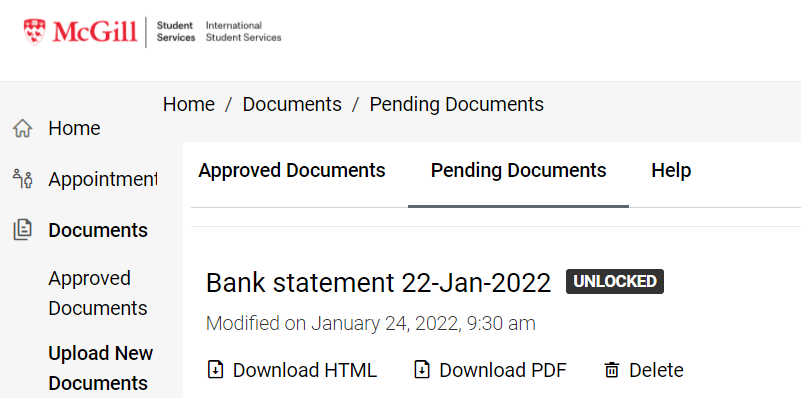 McGill
Student Services
International Student Services
Home / Documents / Pending Documents
Home
Appointment
Documents
Approved Documents
Upload New Documents
Approved Documents Pending Documents Help
Bank statement 22-Jan-2022 UNLOCKED
Modified on January 24, 2022, 9:30 am
Download HTML Download PDF Delete